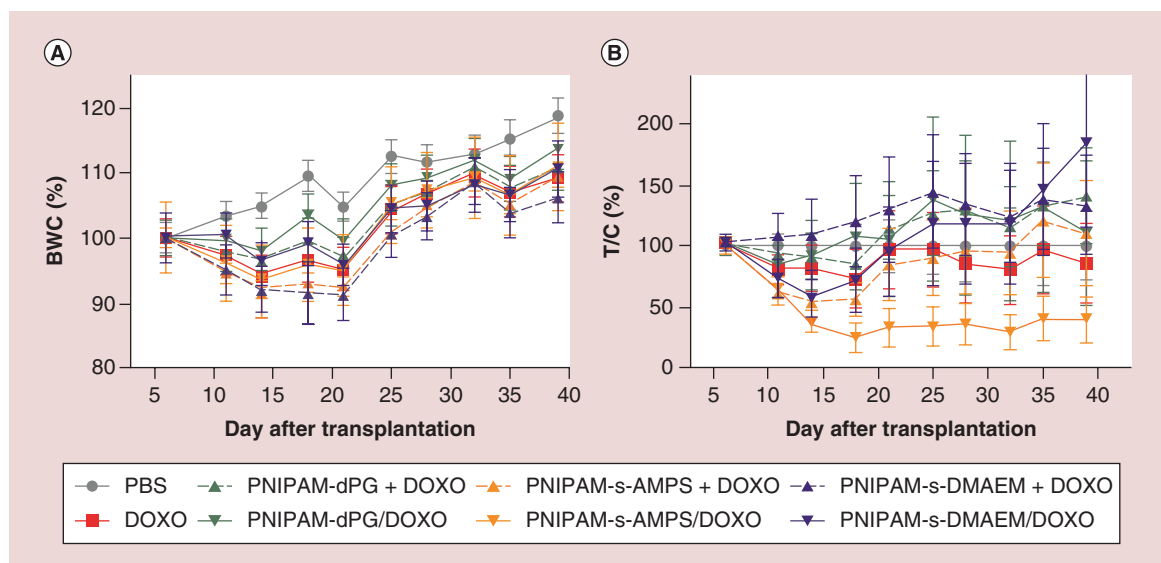 A
B
BWC (%)
120
110
100
90
80
5 10 15 20 25 30 35 40
Day after transplantation
T/C (%)
200
150
100
50
0
5 10 15 20 25 30 35 40
Day after transplantation
PBS PNIPAM-dPG + DOXO PNIPAM-s-AMPS + DOXO PNIPAM-s-DMAEM + DOXO
DOXO PNIPAM-dPG/DOXO PNIPAM-s-AMPS/DOXO PNIPAM-s-DMAEM/DOXO